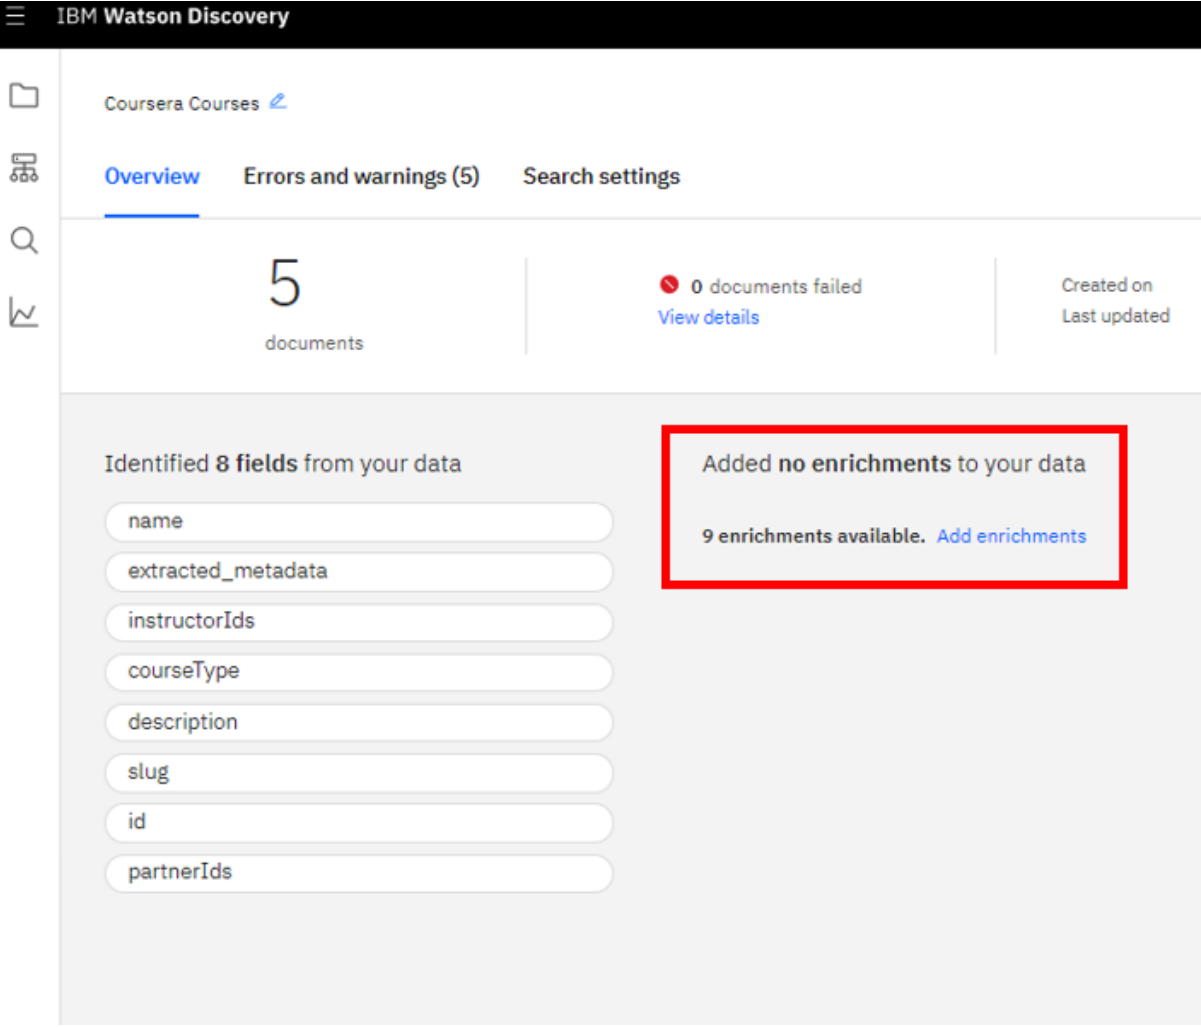 IBM Watson Discovery
Coursera Courses
Overview Errors and warnings (5) Search settings
5
documents
0 documents failed
View details
Created on
Last updated
Identified 8 fields from your data
name
extracted_metadata
instructorIds
courseType
description
slug
id
partnerIds
Added no enrichments to your data
9 enrichments available. Add enrichments